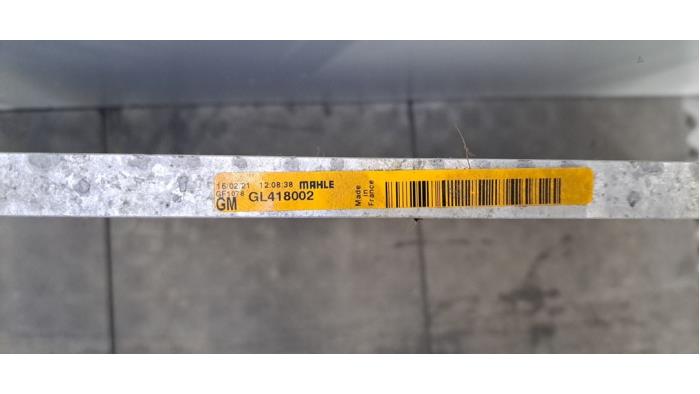 16/02/21 12:08:38 MAHLE
GF1078
GM GL418002
Made
in
France